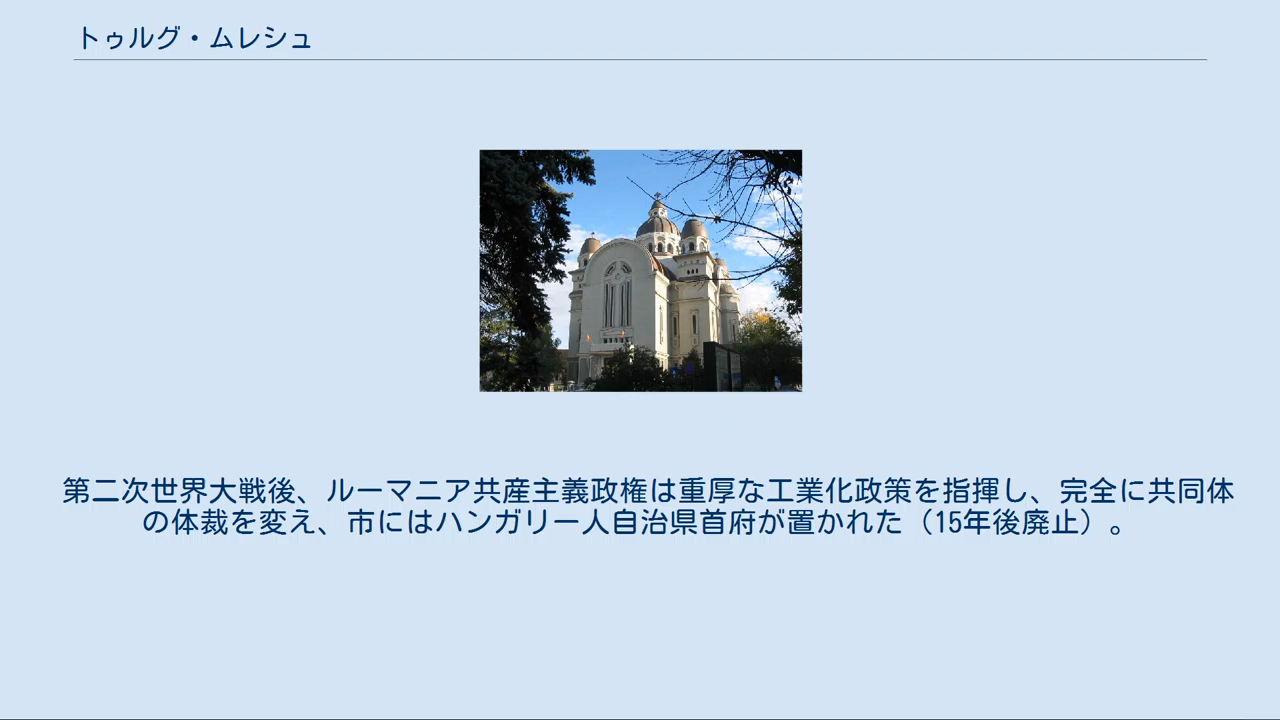 トゥルグ・ムレシュ
第二次世界大戦後、ルーマニア共産主義政権は重厚な工業化政策を指揮し、完全に共同体
の体裁を変え、市にはハンガリー人自治県首府が置かれた（15年後廃止）。